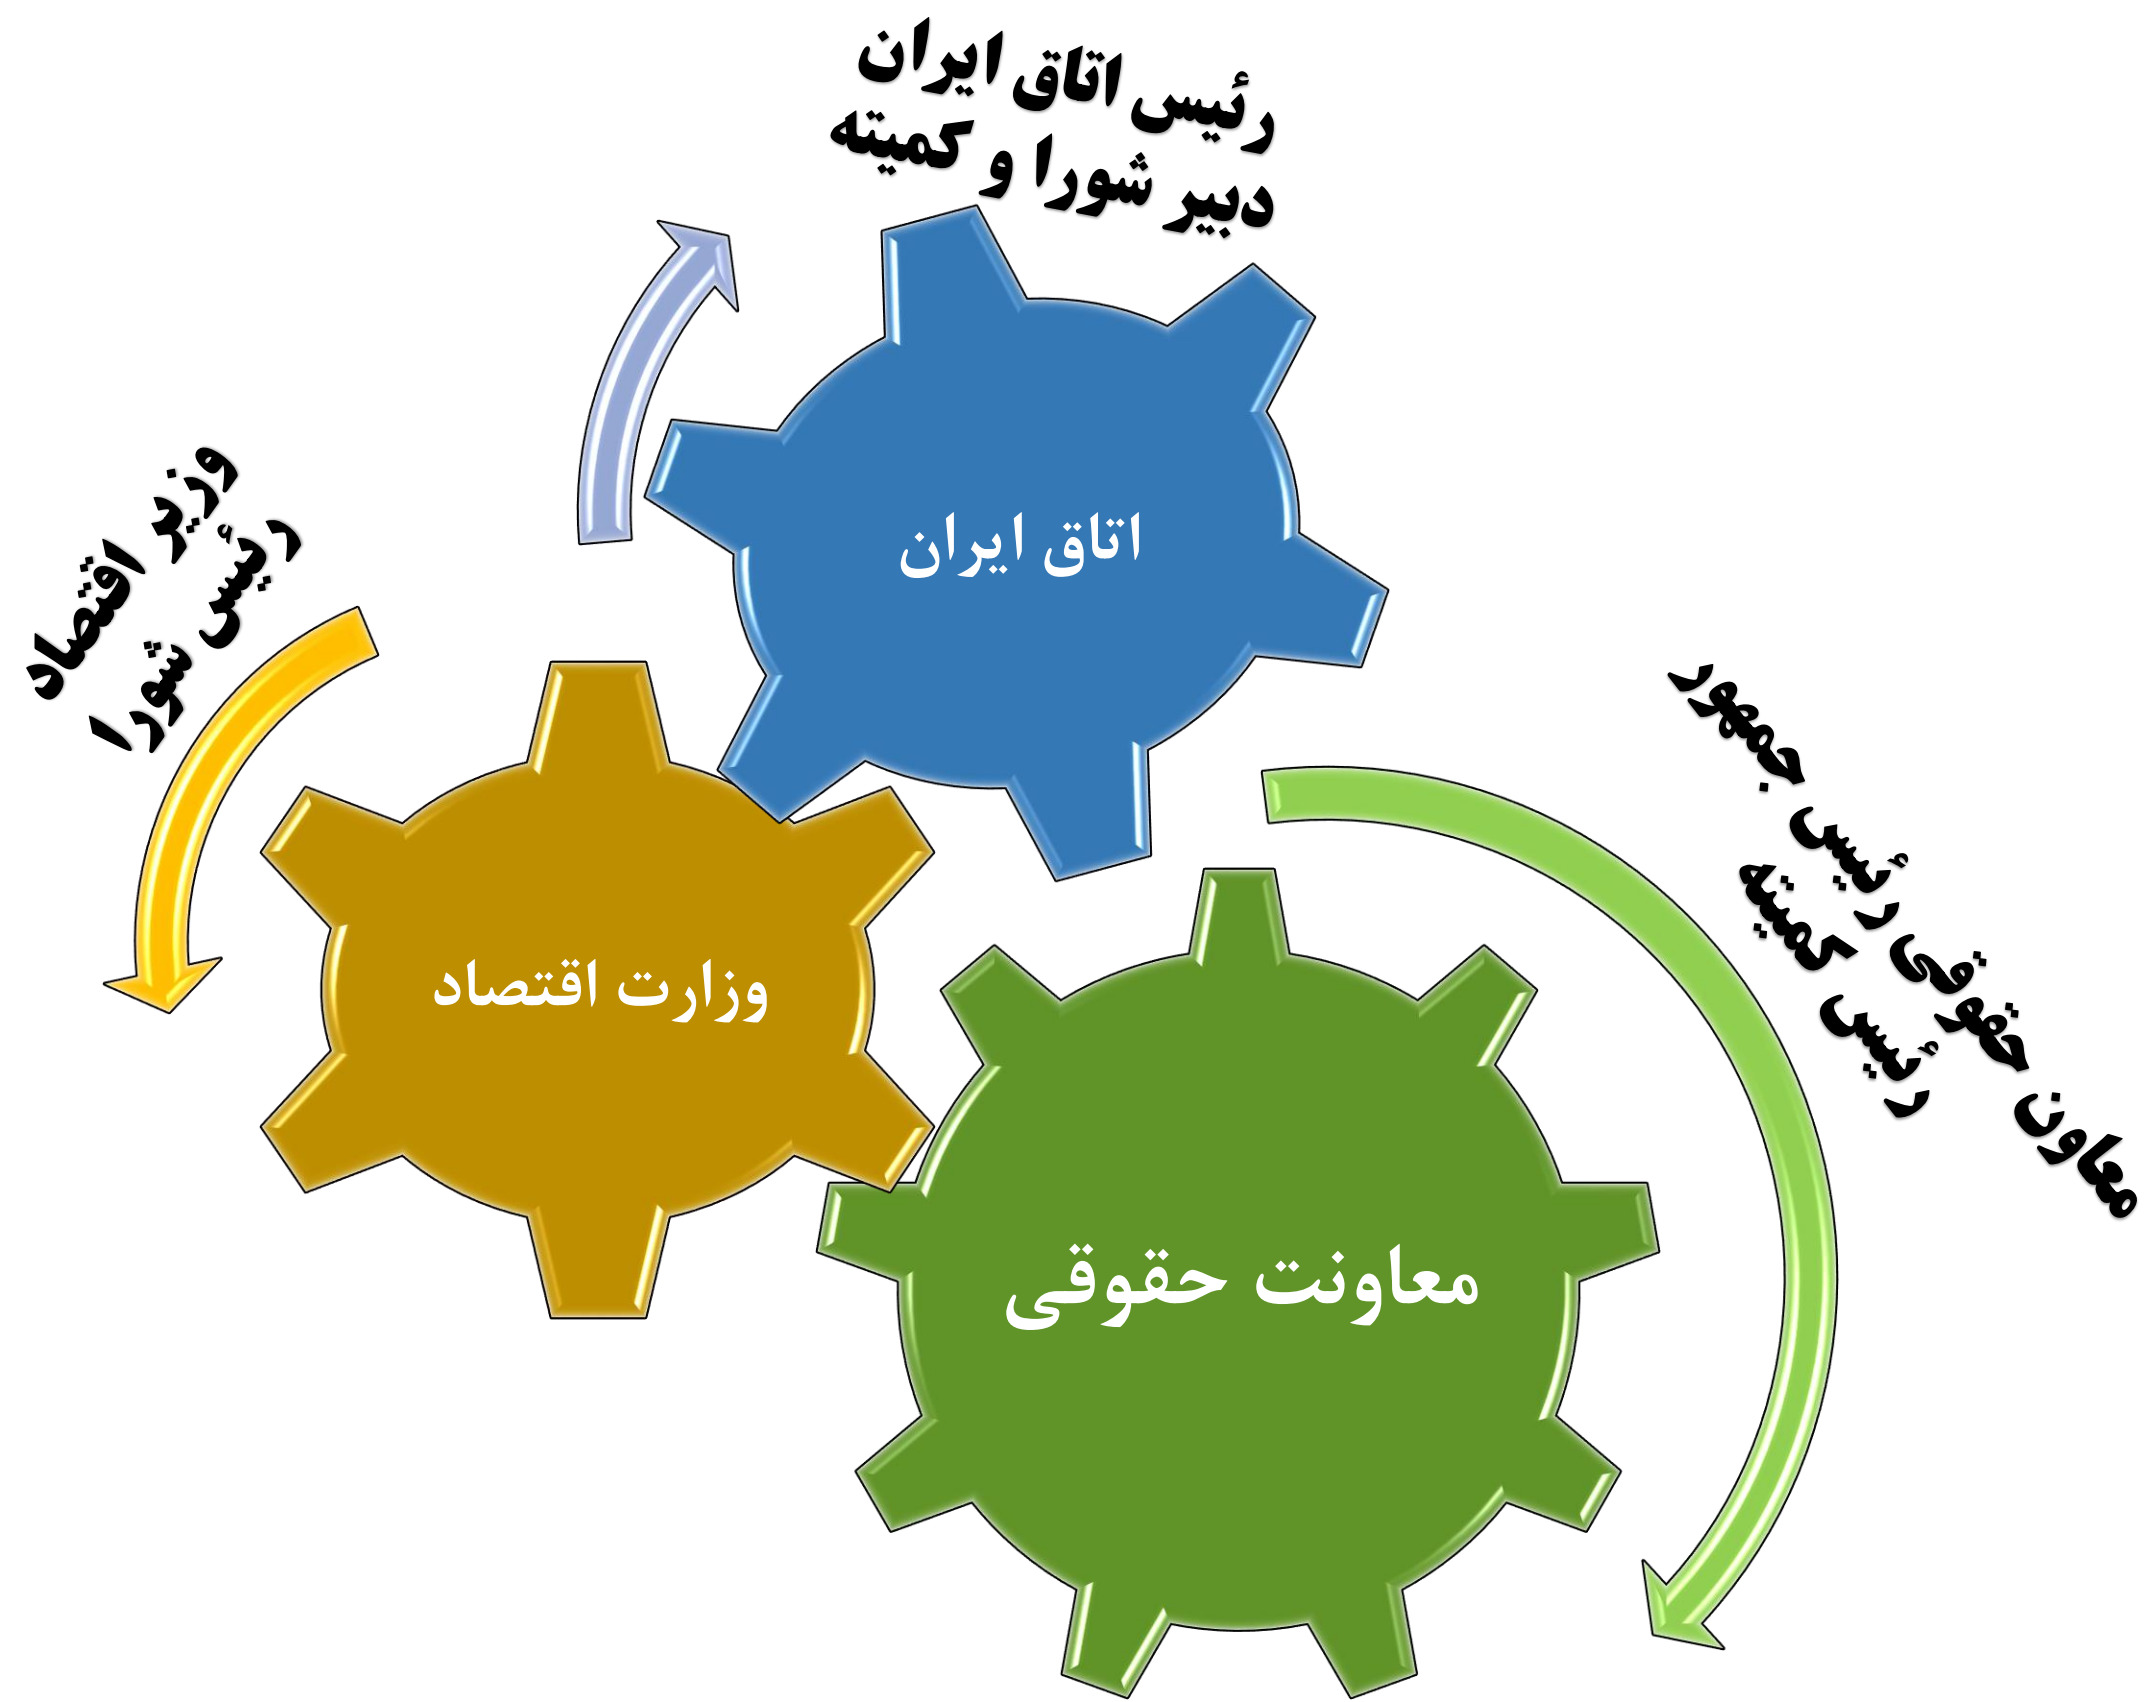 رئیس اتاق ایران
دبیر شورا و کمیته
اتاق ایران
وزیر اقتصاد
رئیس شورا
وزارت اقتصاد
معاون حقوقی رئیس جمهور
رئیس کمیته
معاونت حقوقی